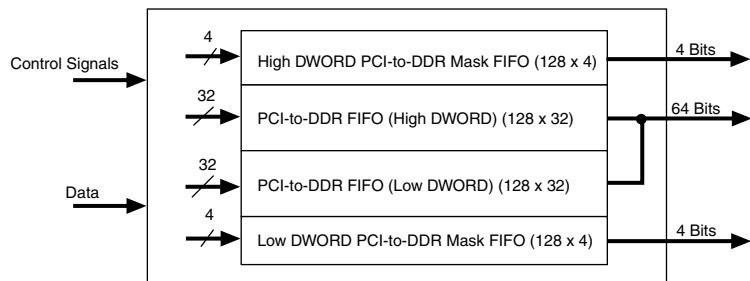 4
High DWORD PCI-to-DDR Mask FIFO (128 x 4)
4 Bits
Control Signals
32
PCI-to-DDR FIFO (High DWORD) (128 x 32)
64 Bits
32
PCI-to-DDR FIFO (Low DWORD) (128 x 32)
Data
4
Low DWORD PCI-to-DDR Mask FIFO (128 x 4)
4 Bits